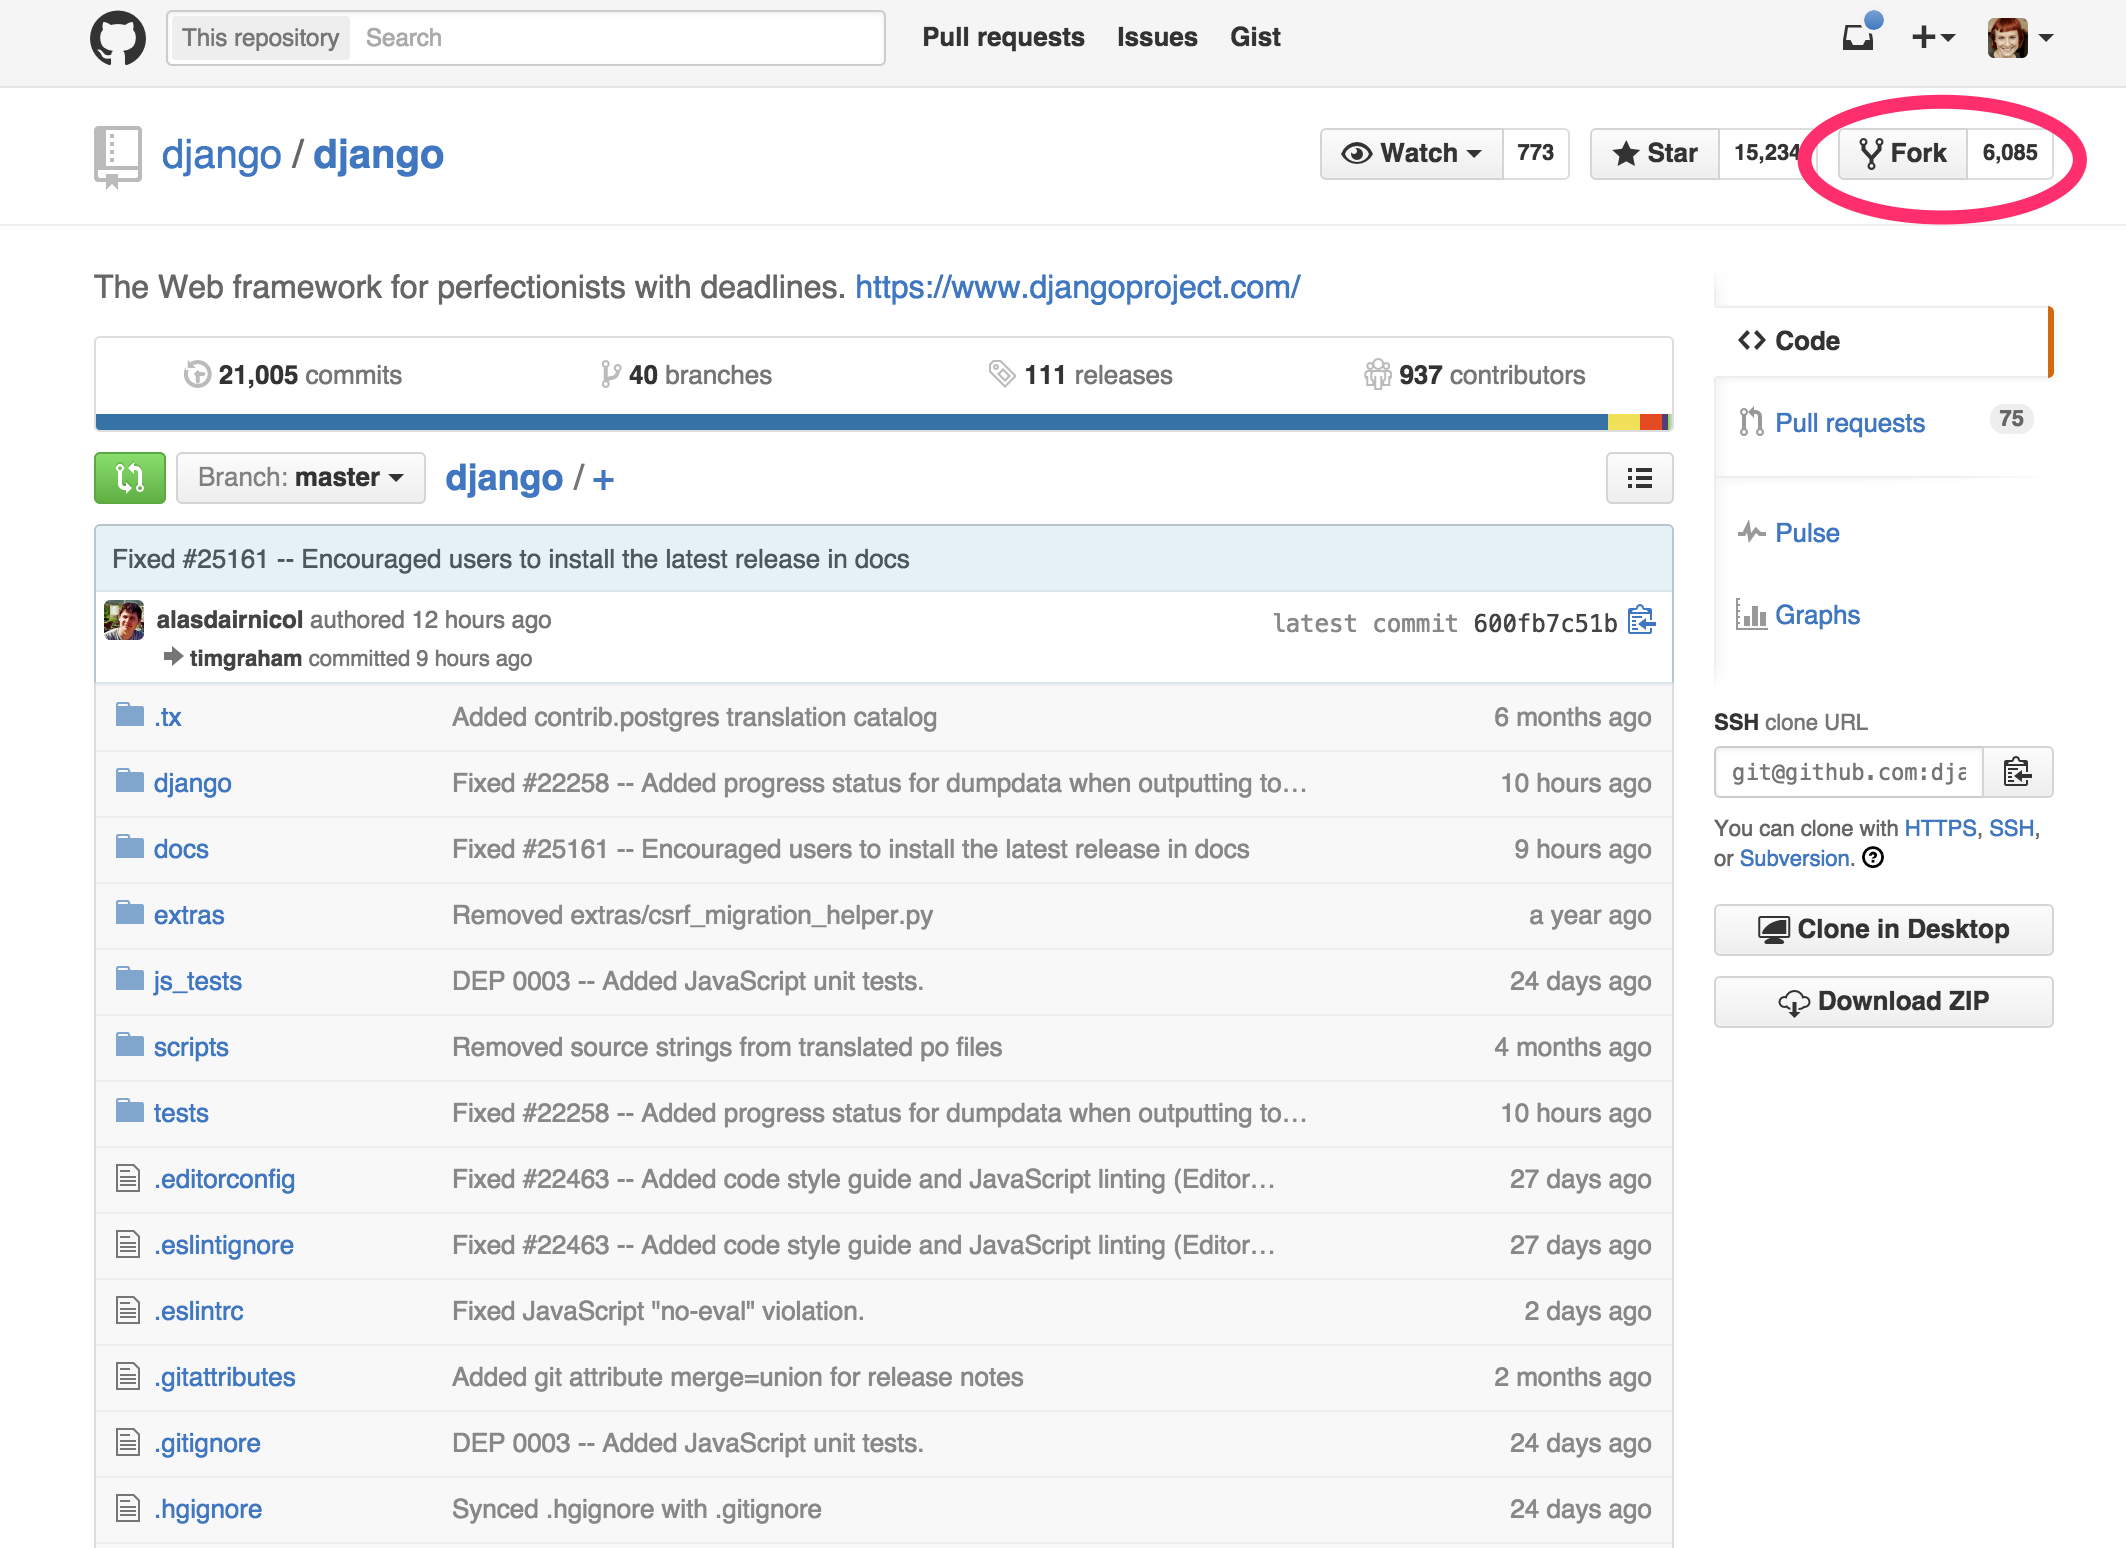 This repository Search Pull requests Issues Gist
django / django Watch 773 Star 15,234 Fork 6,085
The Web framework for perfectionists with deadlines. https://www.djangoproject.com/
21,005 commits 40 branches 111 releases 937 contributors
Branch: master django / +
Fixed #25161 -- Encouraged users to install the latest release in docs
alasdairnicol authored 12 hours ago latest commit 600fb7c51b
timgraham committed 9 hours ago
.tx Added contrib.postgres translation catalog 6 months ago
django Fixed #22258 -- Added progress status for dumpdata when outputting to… 10 hours ago
docs Fixed #25161 -- Encouraged users to install the latest release in docs 9 hours ago
extras Removed extras/csrf_migration_helper.py a year ago
js_tests DEP 0003 -- Added JavaScript unit tests. 24 days ago
scripts Removed source strings from translated po files 4 months ago
tests Fixed #22258 -- Added progress status for dumpdata when outputting to… 10 hours ago
.editorconfig Fixed #22463 -- Added code style guide and JavaScript linting (Editor… 27 days ago
.eslintignore Fixed #22463 -- Added code style guide and JavaScript linting (Editor… 27 days ago
.eslintrc Fixed JavaScript "no-eval" violation. 2 days ago
.gitattributes Added git attribute merge=union for release notes 2 months ago
.gitignore DEP 0003 -- Added JavaScript unit tests. 24 days ago
.hgignore Synced .hgignore with .gitignore 24 days ago
Code
Pull requests 75
Pulse
Graphs
SSH clone URL
git@github.com:dja
You can clone with HTTPS, SSH,
or Subversion.
Clone in Desktop
Download ZIP